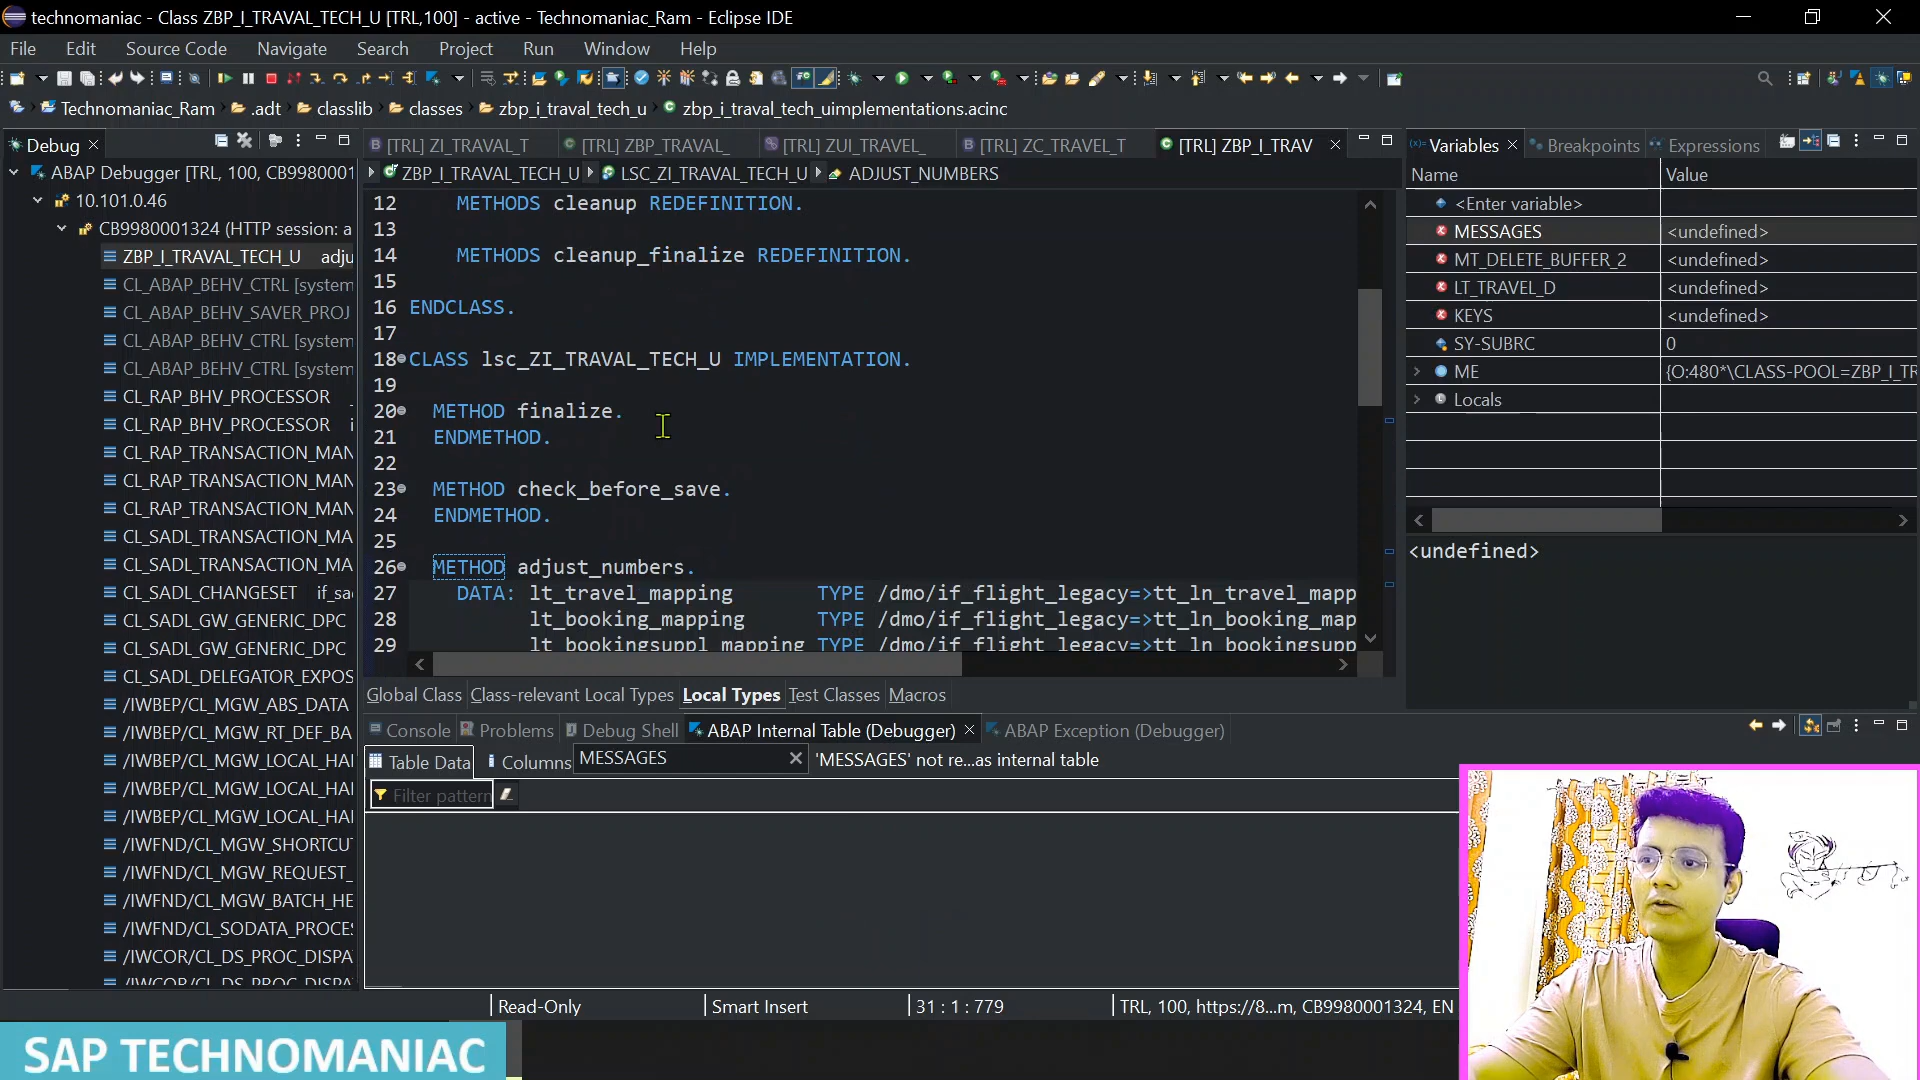 technomaniac - Class ZBP_I_TRAVAL_TECH_U [TRL,100] - active - Technomaniac_Ram - Eclipse IDE
File Edit Source Code Navigate Search Project Run Window Help
Technomaniac_Ram .adt classlib classes zbp_i_traval_tech_u zbp_i_traval_tech_uimplementations.acinc
Debug
[TRL] ZI_TRAVAL_T [TRL] ZBP_TRAVAL_ [TRL] ZUI_TRAVEL_ [TRL] ZC_TRAVEL_T [TRL] ZBP_I_TRAV
ZBP_I_TRAVAL_TECH_U LSC_ZI_TRAVAL_TECH_U ADJUST_NUMBERS
ABAP Debugger [TRL, 100, CB9980001
10.101.0.46
CB9980001324 (HTTP session: a
ZBP_I_TRAVAL_TECH_U adju
CL_ABAP_BEHV_CTRL [system
CL_ABAP_BEHV_SAVER_PROJ
CL_ABAP_BEHV_CTRL [system
CL_ABAP_BEHV_CTRL [system
CL_RAP_BHV_PROCESSOR
CL_RAP_BHV_PROCESSOR i
CL_RAP_TRANSACTION_MAN
CL_RAP_TRANSACTION_MAN
CL_RAP_TRANSACTION_MAN
CL_SADL_TRANSACTION_MA
CL_SADL_TRANSACTION_MA
CL_SADL_CHANGESET if_sa
CL_SADL_GW_GENERIC_DPC
CL_SADL_GW_GENERIC_DPC
CL_SADL_DELEGATOR_EXPOS
/IWBEP/CL_MGW_ABS_DATA
/IWBEP/CL_MGW_RT_DEF_BA
/IWBEP/CL_MGW_LOCAL_HAI
/IWBEP/CL_MGW_LOCAL_HAI
/IWBEP/CL_MGW_LOCAL_HAI
/IWFND/CL_MGW_SHORTCU
/IWFND/CL_MGW_REQUEST_
/IWFND/CL_MGW_BATCH_HE
/IWFND/CL_SODATA_PROCES
/IWCOR/CL_DS_PROC_DISPA
/IWCOR/CL_DS_PROC_DISPA
12 METHODS cleanup REDEFINITION.
13
14 METHODS cleanup_finalize REDEFINITION.
15
16 ENDCLASS.
17
18 CLASS lsc_ZI_TRAVAL_TECH_U IMPLEMENTATION.
19
20 METHOD finalize.
21 ENDMETHOD.
22
23 METHOD check_before_save.
24 ENDMETHOD.
25
26 METHOD adjust_numbers.
27 DATA: lt_travel_mapping TYPE /dmo/if_flight_legacy=>tt_ln_travel_mapp
28 lt_booking_mapping TYPE /dmo/if_flight_legacy=>tt_ln_booking_map
29 lt_bookingsuppl_mapping TYPE /dmo/if_flight_legacy=>tt_ln_bookingsupp
Global Class Class-relevant Local Types Local Types Test Classes Macros
Variables Breakpoints Expressions
Name Value
<Enter variable>
MESSAGES <undefined>
MT_DELETE_BUFFER_2 <undefined>
LT_TRAVEL_D <undefined>
KEYS <undefined>
SY-SUBRC 0
ME {O:480*\CLASS-POOL=ZBP_I_TR
Locals
<undefined>
Console Problems Debug Shell ABAP Internal Table (Debugger) ABAP Exception (Debugger)
Table Data Columns MESSAGES 'MESSAGES' not re...as internal table
Filter pattern
Read-Only Smart Insert 31 : 1 : 779 TRL, 100, https://8...m, CB9980001324, EN
SAP TECHNOMANIAC